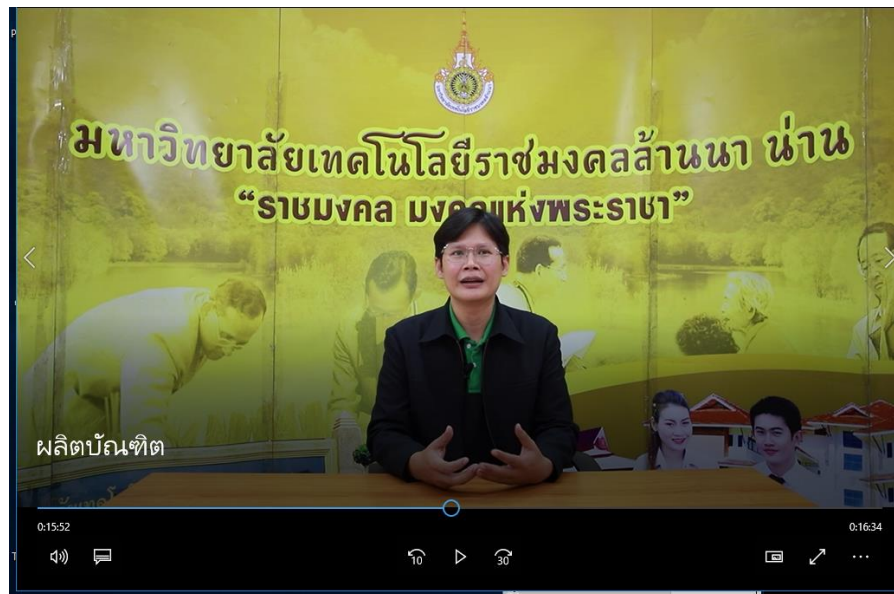 มหาวิทยาลัยเทคโนโลยีราชมงคลล้านนา น่าน
“ราชมงคล มงคลแห่งพระราชา”
ผลิตบัณฑิต
0:15:52
0:16:34
10
30